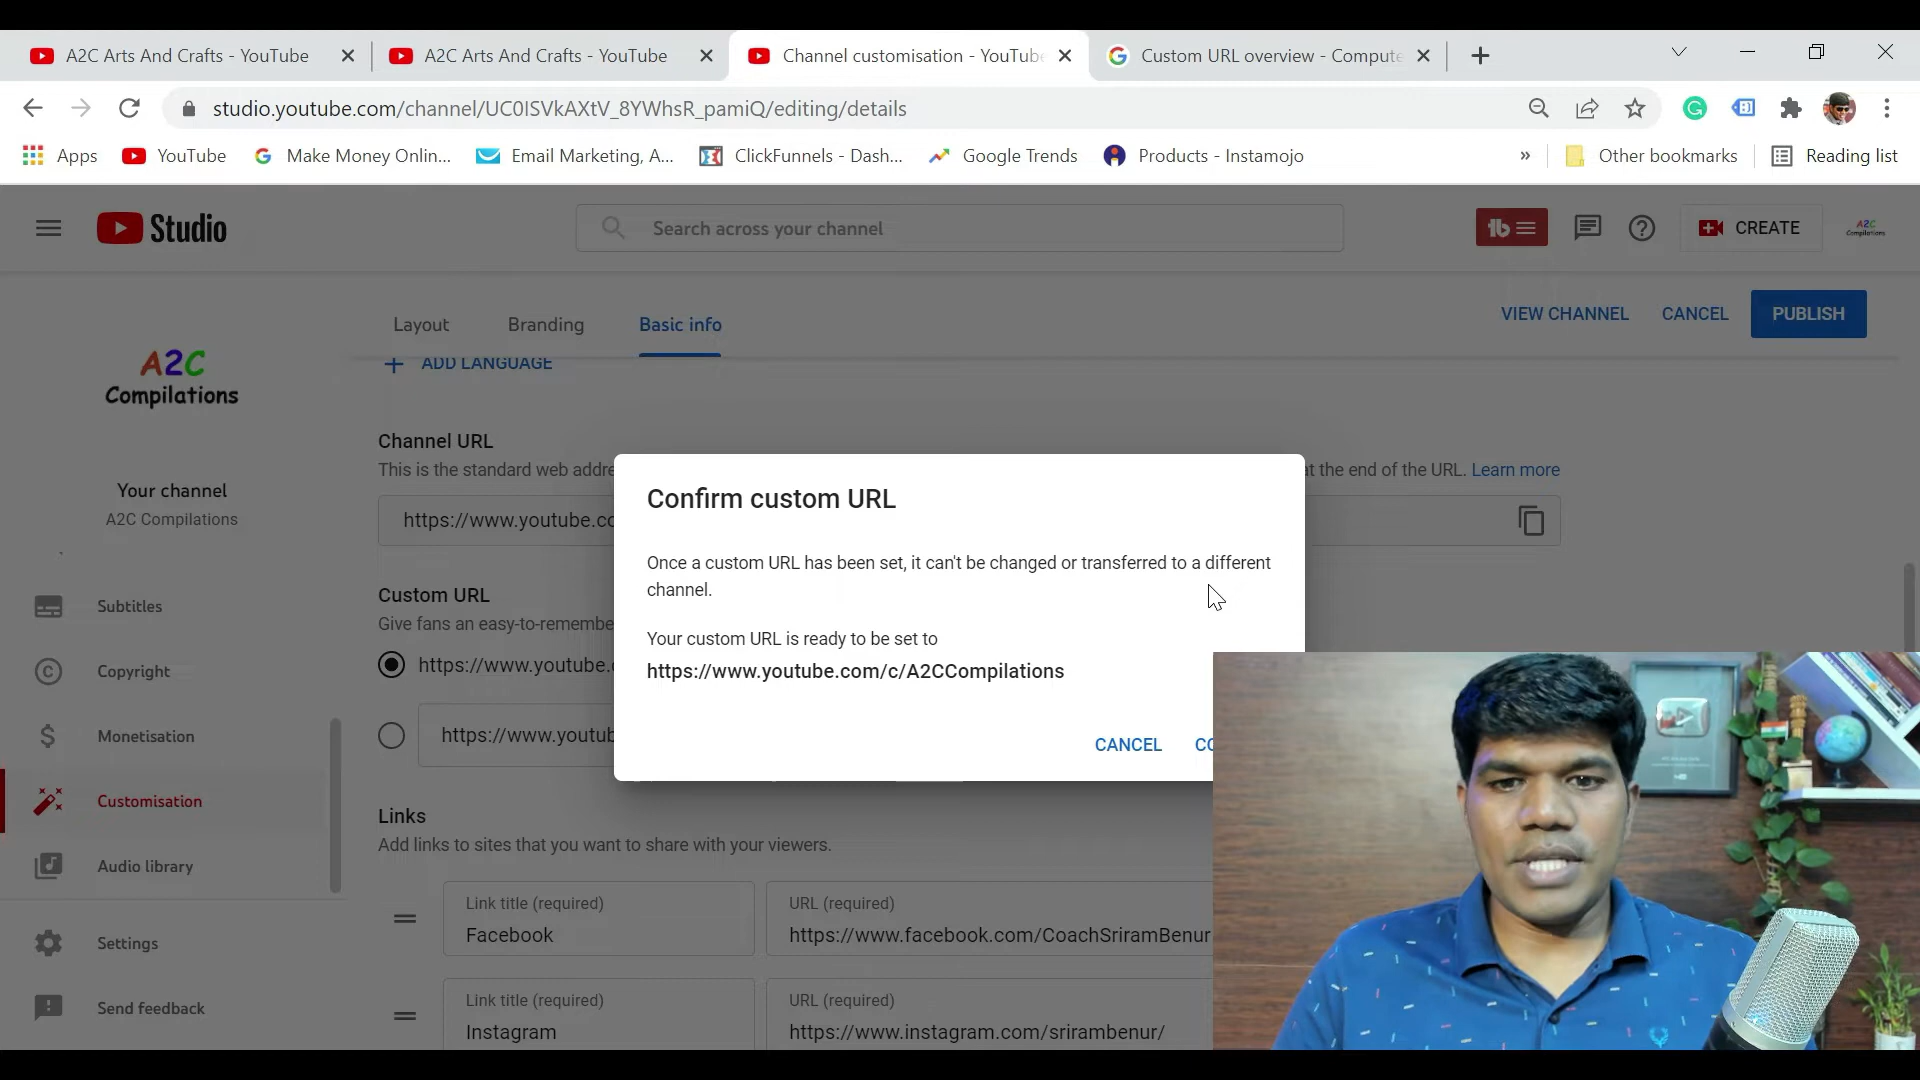 A2C Arts And Crafts - YouTube
A2C Arts And Crafts - YouTube
Channel customisation - YouTube
Custom URL overview - Compute
studio.youtube.com/channel/UC0ISVkAXtV_8YWhsR_pamiQ/editing/details
Apps
YouTube
Make Money Onlin...
Email Marketing, A...
ClickFunnels - Dash...
Google Trends
Products - Instamojo
»
Other bookmarks
Reading list
Studio
Search across your channel
CREATE
A2C
Compilations
Layout
Branding
Basic info
VIEW CHANNEL
CANCEL
PUBLISH
ADD LANGUAGE
A2C
Compilations
Your channel
A2C Compilations
Subtitles
Copyright
Monetisation
Customisation
Audio library
Settings
Send feedback
Channel URL
This is the standard web addre
at the end of the URL. Learn more
https://www.youtube.co
Custom URL
Give fans an easy-to-remembe
https://www.youtube.
https://www.youtub
Confirm custom URL
Once a custom URL has been set, it can't be changed or transferred to a different
channel.
Your custom URL is ready to be set to
https://www.youtube.com/c/A2CCompilations
CANCEL
CO
Links
Add links to sites that you want to share with your viewers.
Link title (required)
Facebook
URL (required)
https://www.facebook.com/CoachSriramBenur
Link title (required)
Instagram
URL (required)
https://www.instagram.com/srirambenur/